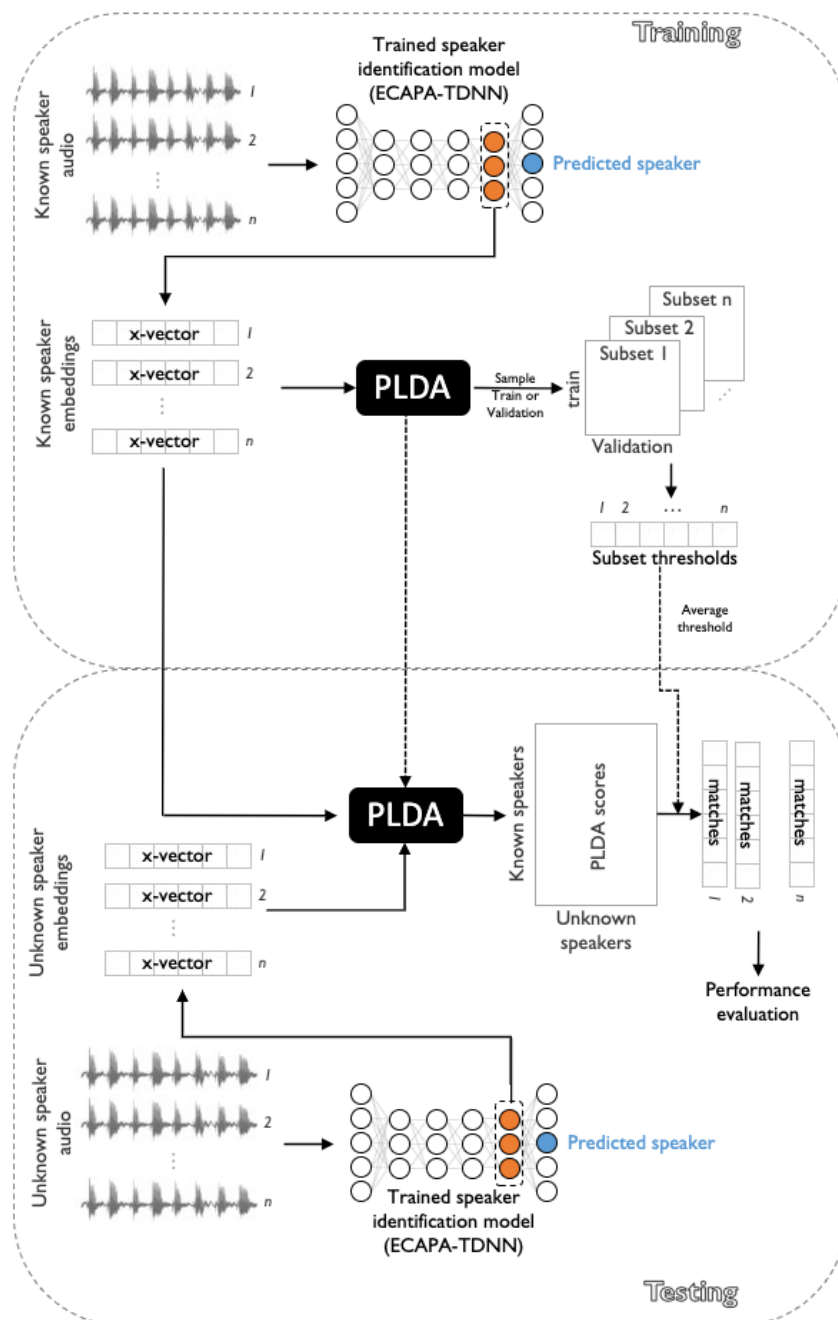 Training
Trained speaker
identification model
(ECAPA-TDNN)
Known speaker
audio
1
2
⋮
n
Predicted speaker
Known speaker
embeddings
x-vector 1
x-vector 2
⋮
x-vector n
PLDA
Sample
Train or
Validation
Subset n
Subset 2
Subset 1
train
⋰
Validation
1 2 ⋯ n
Subset thresholds
Average
threshold
Known speakers
PLDA scores
Unknown
speakers
PLDA
matches
matches
matches
1
2
n
Performance
evaluation
Unknown speaker
embeddings
x-vector 1
x-vector 2
⋮
x-vector n
Unknown speaker
audio
1
2
⋮
n
Predicted speaker
Trained speaker
identification model
(ECAPA-TDNN)
Testing